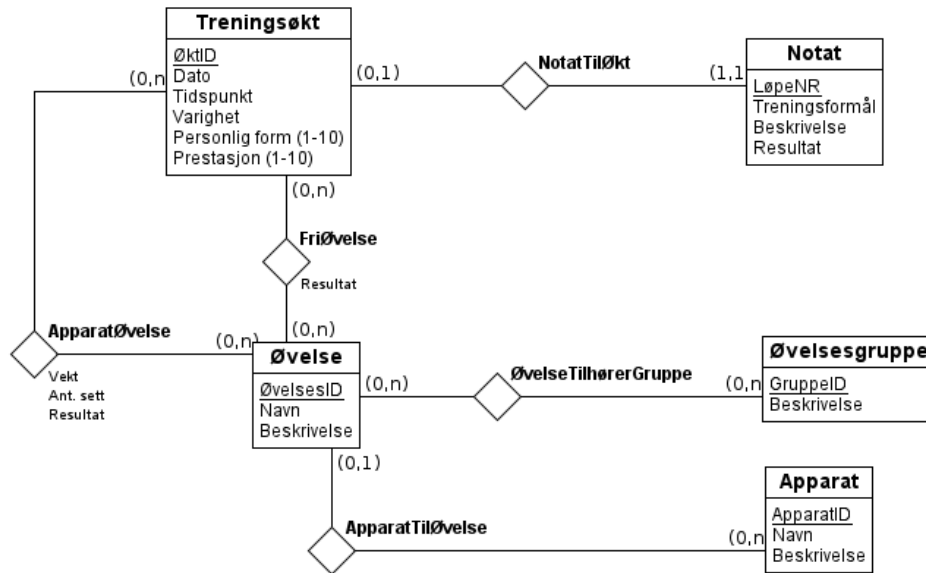 Treningsøkt
ØktID
Dato
Tidspunkt
Varighet
Personlig form (1-10)
Prestasjon (1-10)
(0,n
(0,1)
NotatTilØkt
(1,1
Notat
LøpeNR
Treningsformål
Beskrivelse
Resultat
(0,n)
FriØvelse
Resultat
(0,n)
ApparatØvelse
Vekt
Ant. sett
Resultat
(0,n)
Øvelse
ØvelsesID
Navn
Beskrivelse
(0,n)
ØvelseTilhørerGruppe
(0,n
Øvelsesgruppe
GruppeID
Beskrivelse
(0,1)
ApparatTilØvelse
(0,n
Apparat
ApparatID
Navn
Beskrivelse